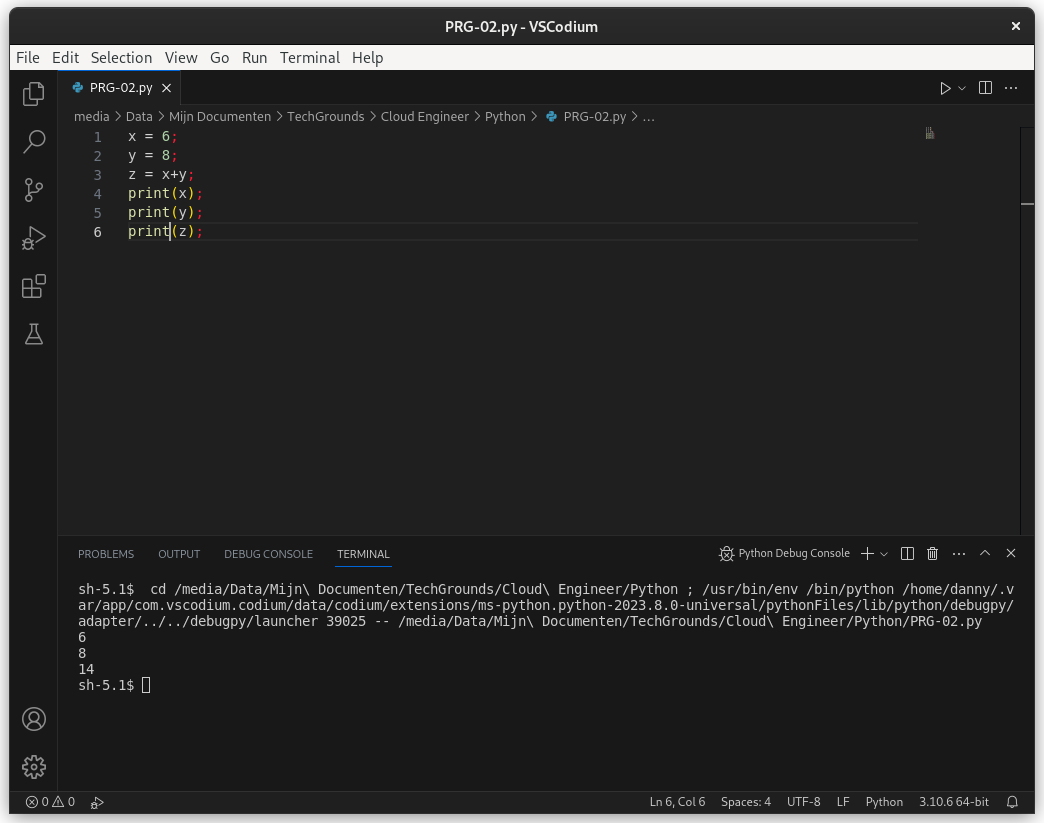 PRG-02.py - VSCodium
File Edit Selection View Go Run Terminal Help
PRG-02.py
media > Data > Mijn Documenten > TechGrounds > Cloud Engineer > Python > PRG-02.py > ...
1 x = 6;
2 y = 8;
3 z = x+y;
4 print(x);
5 print(y);
6 print(z);
PROBLEMS OUTPUT DEBUG CONSOLE TERMINAL Python Debug Console
sh-5.1$  cd /media/Data/Mijn\ Documenten/TechGrounds/Cloud\ Engineer/Python ; /usr/bin/env /bin/python /home/danny/.v
ar/app/com.vscodium.codium/data/codium/extensions/ms-python.python-2023.8.0-universal/pythonFiles/lib/python/debugpy/
adapter/../../debugpy/launcher 39025 -- /media/Data/Mijn\ Documenten/TechGrounds/Cloud\ Engineer/Python/PRG-02.py
6
8
14
sh-5.1$
0 0 Ln 6, Col 6 Spaces: 4 UTF-8 LF Python 3.10.6 64-bit